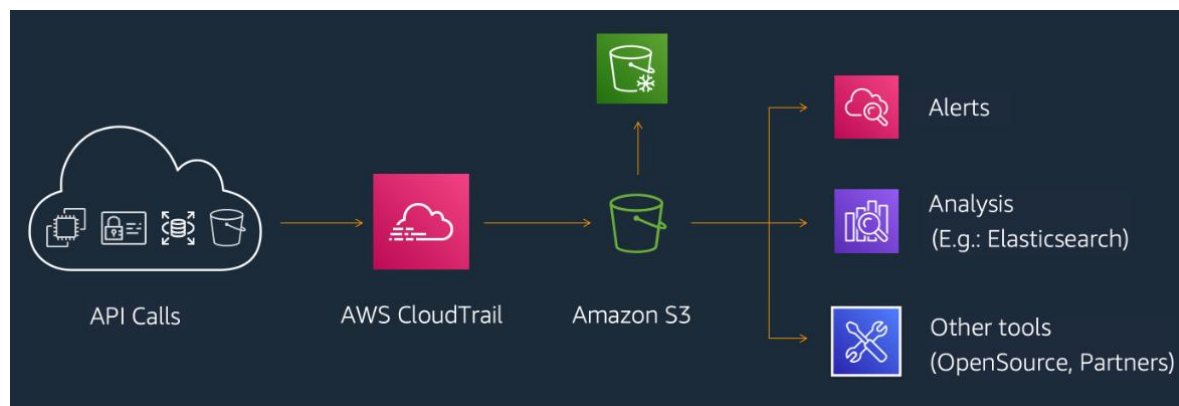 API Calls
AWS CloudTrail
Amazon S3
Alerts
Analysis
(E.g.: Elasticsearch)
Other tools
(OpenSource, Partners)